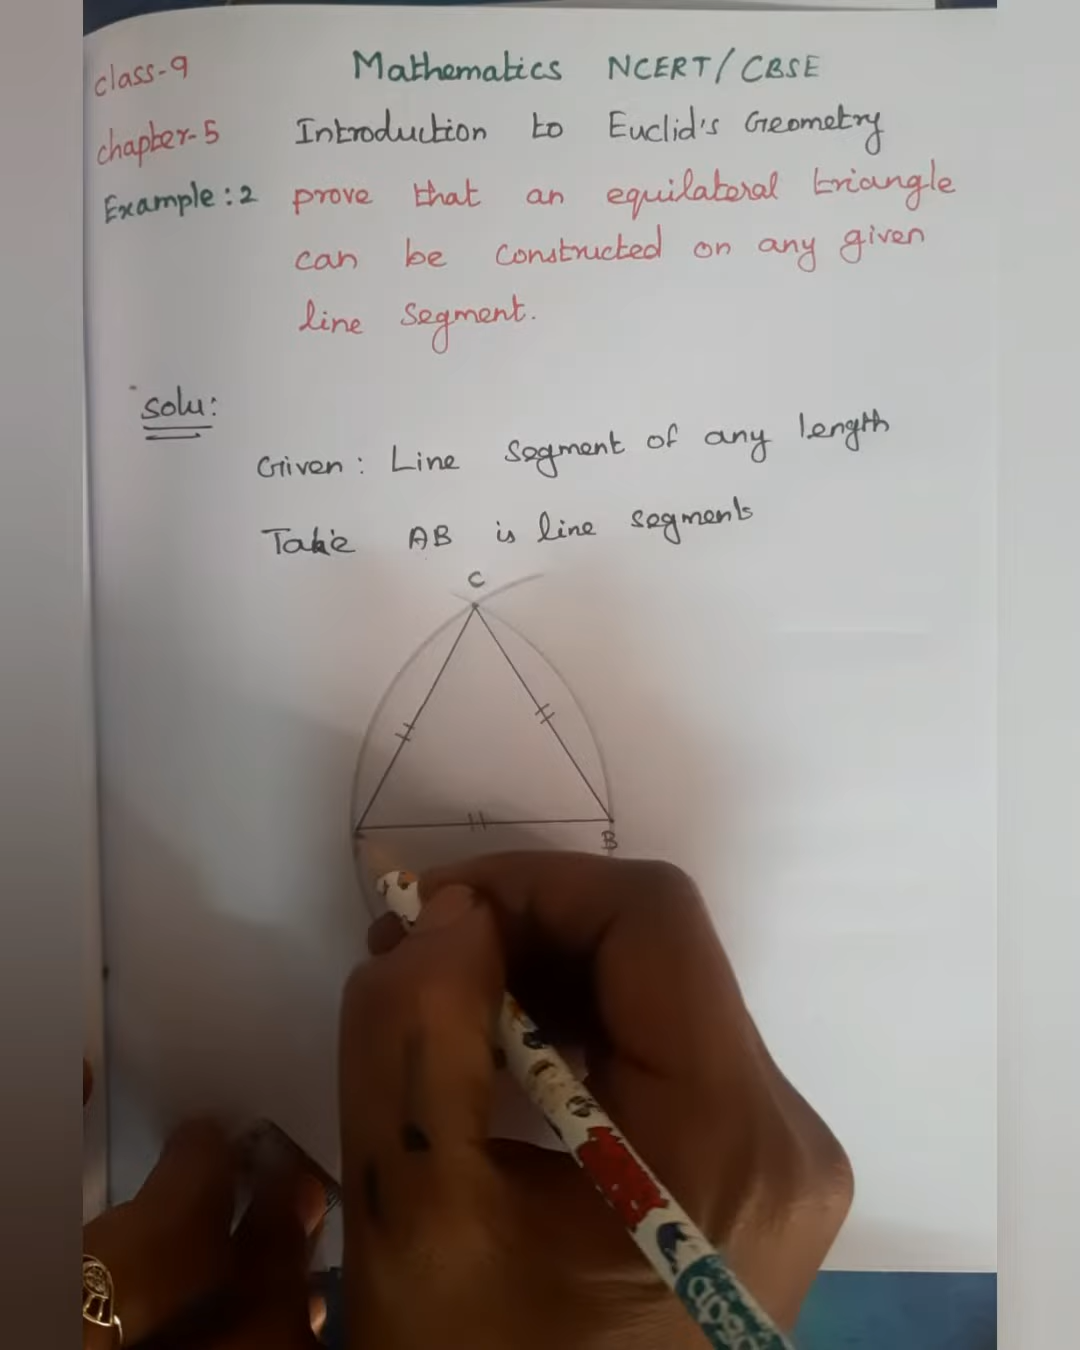 class-9 Mathematics NCERT/CBSE
chapter-5 Introduction to Euclid's Geometry
Example:2 prove that an equilateral triangle
can be constructed on any given
line segment.
Solu:
Given: Line segment of any length
Take AB is line segments
C
B